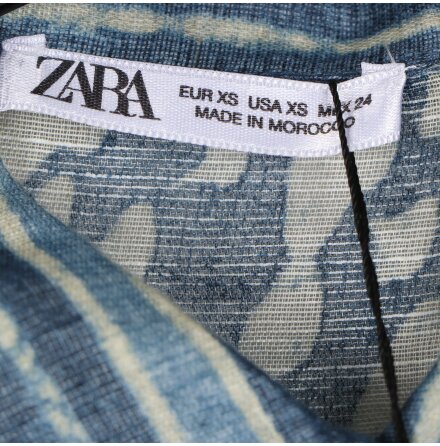 ZARA
EUR XS USA XS MEX 24
MADE IN MOROCCO